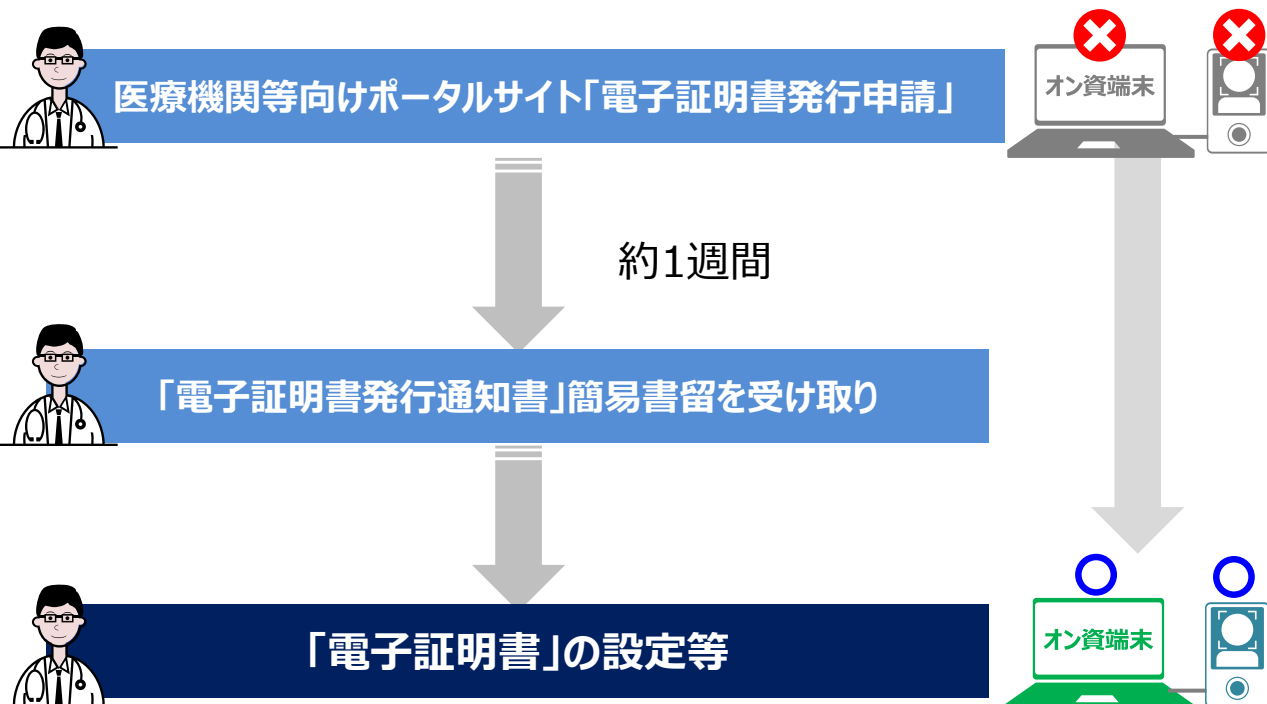 医療機関等向けポータルサイト「電子証明書発行申請」
オン資端末
約1週間
「電子証明書発行通知書」簡易書留を受け取り
「電子証明書」の設定等
オン資端末